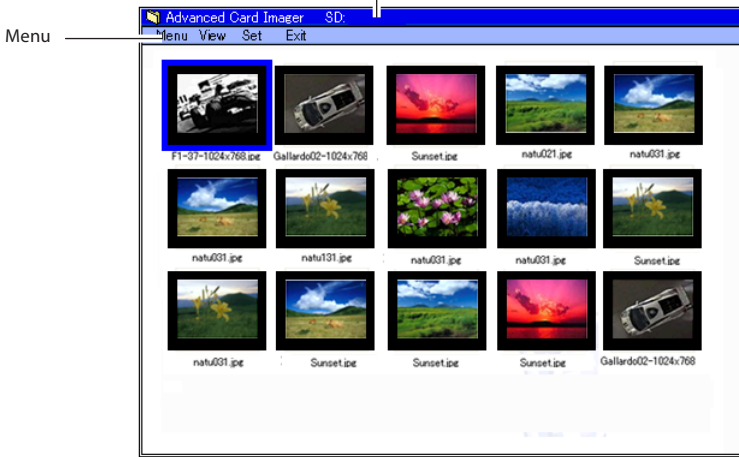 Advanced Card Imager SD:
Menu
Menu View Set Exit
F1-37-1024x768.jpg Gallardo02-1024x768 Sunset.jpg natu021.jpg natu031.jpg
natu031.jpg natu131.jpg natu031.jpg natu031.jpg Sunset.jpg
natu031.jpg Sunset.jpg Sunset.jpg Sunset.jpg Gallardo02-1024x768